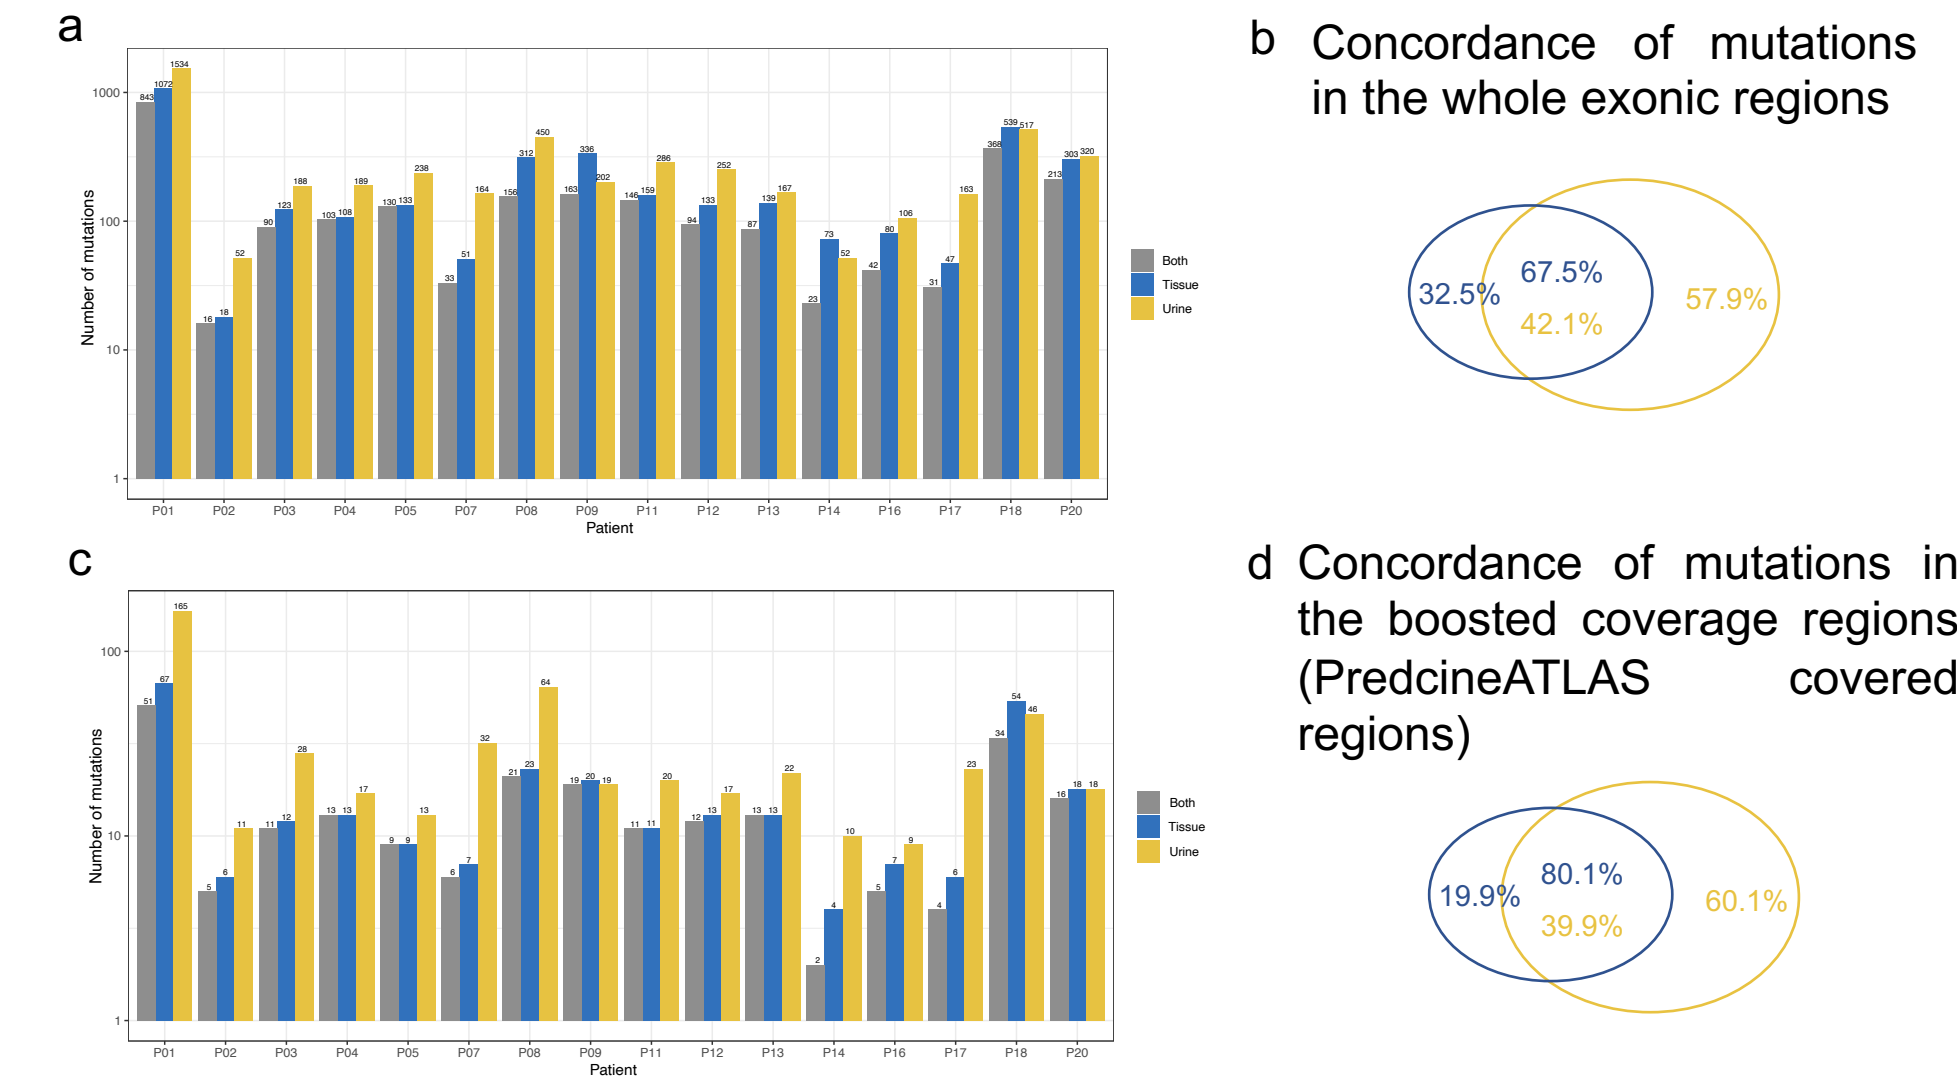 a
843 1072 1534 16 18 52 90 123 188 103 108 189 130 133 238 33 51 164 156 312 450 163 336 202 146 159 286 94 133 252 87 139 167 23 73 52 42 80 106 31 47 163 368 539 517 213 303 320
1000
100
10
1
Number of mutations
P01 P02 P03 P04 P05 P07 P08 P09 P11 P12 P13 P14 P16 P17 P18 P20
Patient
Both
Tissue
Urine
b Concordance of mutations
in the whole exonic regions
67.5%
32.5%
57.9%
42.1%
c
51 67 165 5 6 11 11 12 28 13 13 17 9 9 13 6 7 32 21 23 64 19 20 19 11 11 20 12 13 17 13 13 22 2 4 10 5 7 9 4 6 23 34 54 46 16 18 18
100
10
1
Number of mutations
P01 P02 P03 P04 P05 P07 P08 P09 P11 P12 P13 P14 P16 P17 P18 P20
Patient
Both
Tissue
Urine
d Concordance of mutations in
the boosted coverage regions
(PredcineATLAS covered
regions)
80.1%
19.9%
60.1%
39.9%